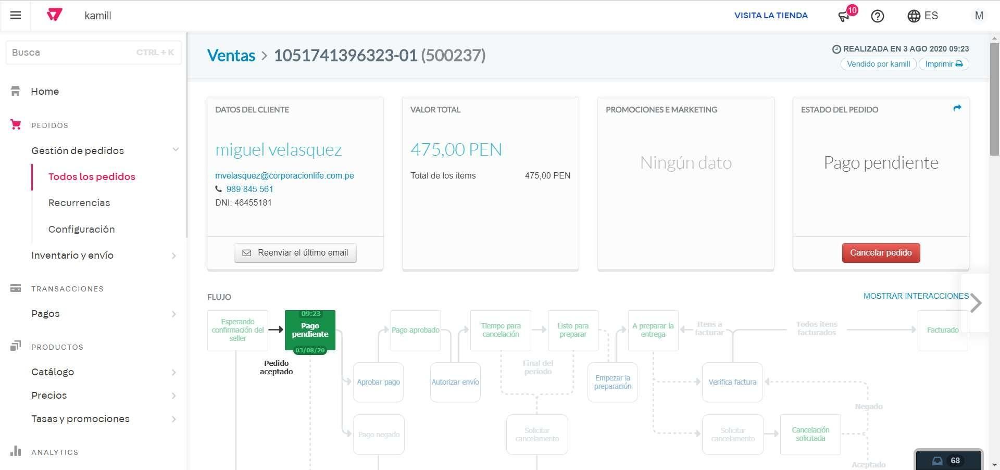 kamill
VISITA LA TIENDA
10
ES
M
Busca
CTRL + K
Home
PEDIDOS
Gestión de pedidos
Todos los pedidos
Recurrencias
Configuración
Inventario y envío
TRANSACCIONES
Pagos
PRODUCTOS
Catálogo
Precios
Tasas y promociones
ANALYTICS
Ventas > 1051741396323-01 (500237)
REALIZADA EN 3 AGO 2020 09:23
Vendido por kamill
Imprimir
DATOS DEL CLIENTE
miguel velasquez
mvelasquez@corporacionlife.com.pe
989 845 561
DNI: 46455181
Reenviar el último email
VALOR TOTAL
475,00 PEN
Total de los items 475,00 PEN
PROMOCIONES E MARKETING
Ningún dato
ESTADO DEL PEDIDO
Pago pendiente
Cancelar pedido
FLUJO
MOSTRAR INTERACCIONES
Esperando
confirmación del
seller
09:23
Pago
pendiente
03/08/20
Pedido
aceptado
Pago aprobado
Aprobar pago
Pago negado
Autorizar envío
Tiempo para
cancelación
Final del
período
Listo para
preparar
Solicitar
cancelamento
Empezar la
preparación
A preparar la
entrega
Itens a
facturar
Todos itens
facturados
Facturado
Verifica factura
Negado
Solicitar
cancelamento
Cancelación
solicitada
Aceptado
68